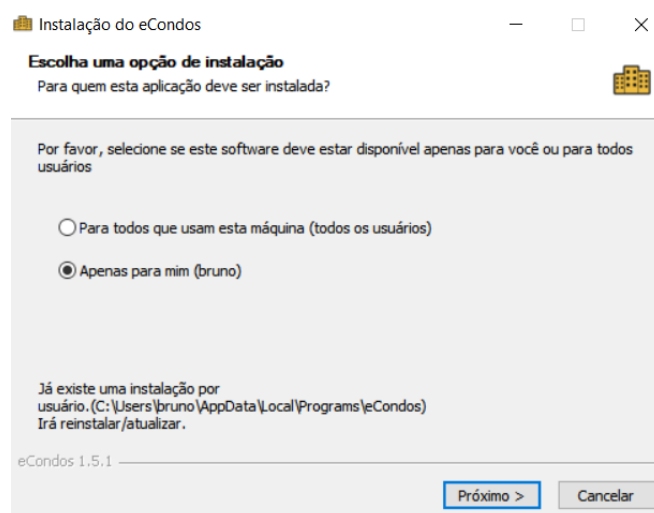 Instalação do eCondos
Escolha uma opção de instalação
Para quem esta aplicação deve ser instalada?
Por favor, selecione se este software deve estar disponível apenas para você ou para todos
usuários
Para todos que usam esta máquina (todos os usuários)
Apenas para mim (bruno)
Já existe uma instalação por
usuário.(C:\Users\bruno\AppData\Local\Programs\eCondos)
Irá reinstalar/atualizar.
eCondos 1.5.1
Próximo >
Cancelar